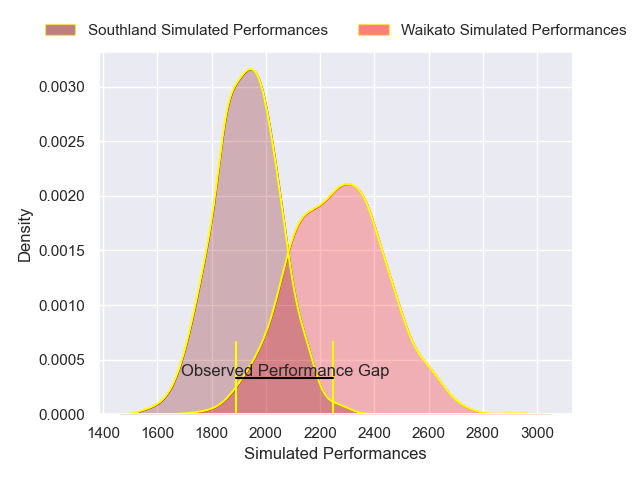 Southland Simulated Performances
Waikato Simulated Performances
0.0030
0.0025
0.0020
0.0015
0.0010
0.0005
0.0000
Density
Observed Performance Gap
1400 1600 1800 2000 2200 2400 2600 2800 3000
Simulated Performances